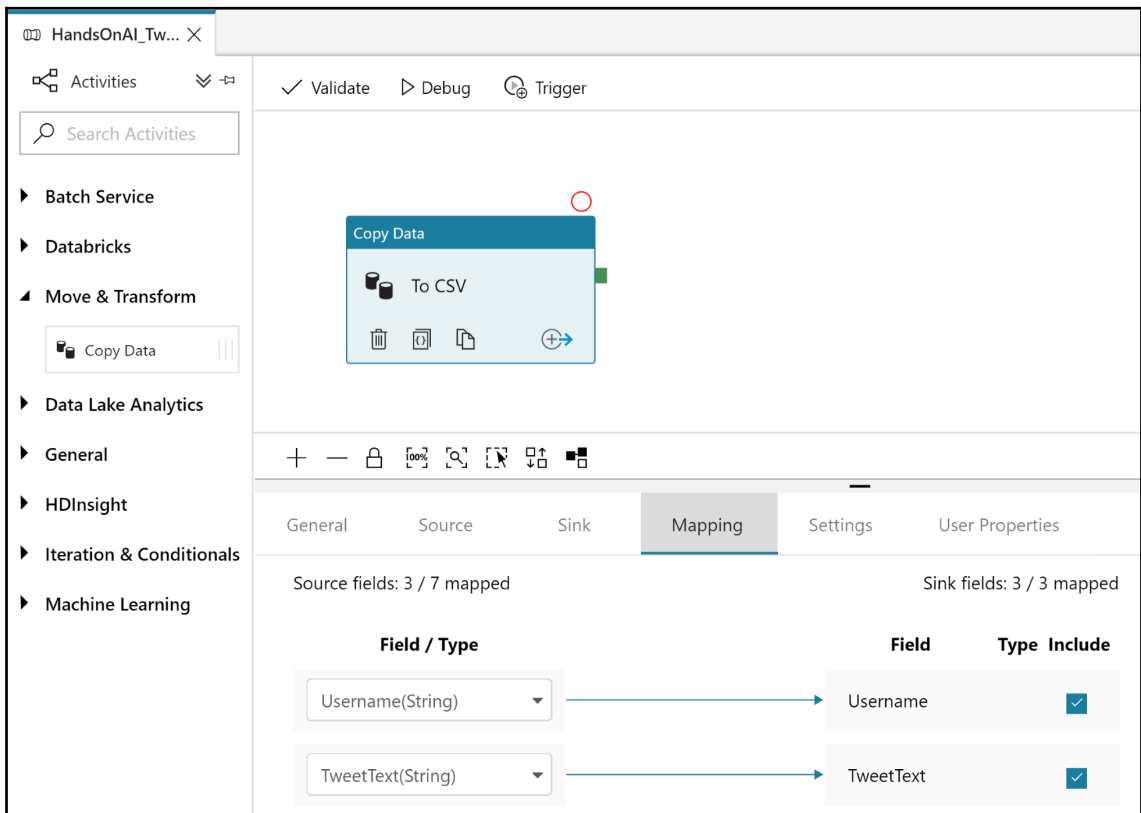 HandsOnAI_Tw...
Activities
Search Activities
Batch Service
Databricks
Move & Transform
Copy Data
Data Lake Analytics
General
HDInsight
Iteration & Conditionals
Machine Learning
Validate Debug Trigger
Copy Data
To CSV
100%
General Source Sink Mapping Settings User Properties
Source fields: 3 / 7 mapped Sink fields: 3 / 3 mapped
Field / Type Field Type Include
Username(String) Username
TweetText(String) TweetText